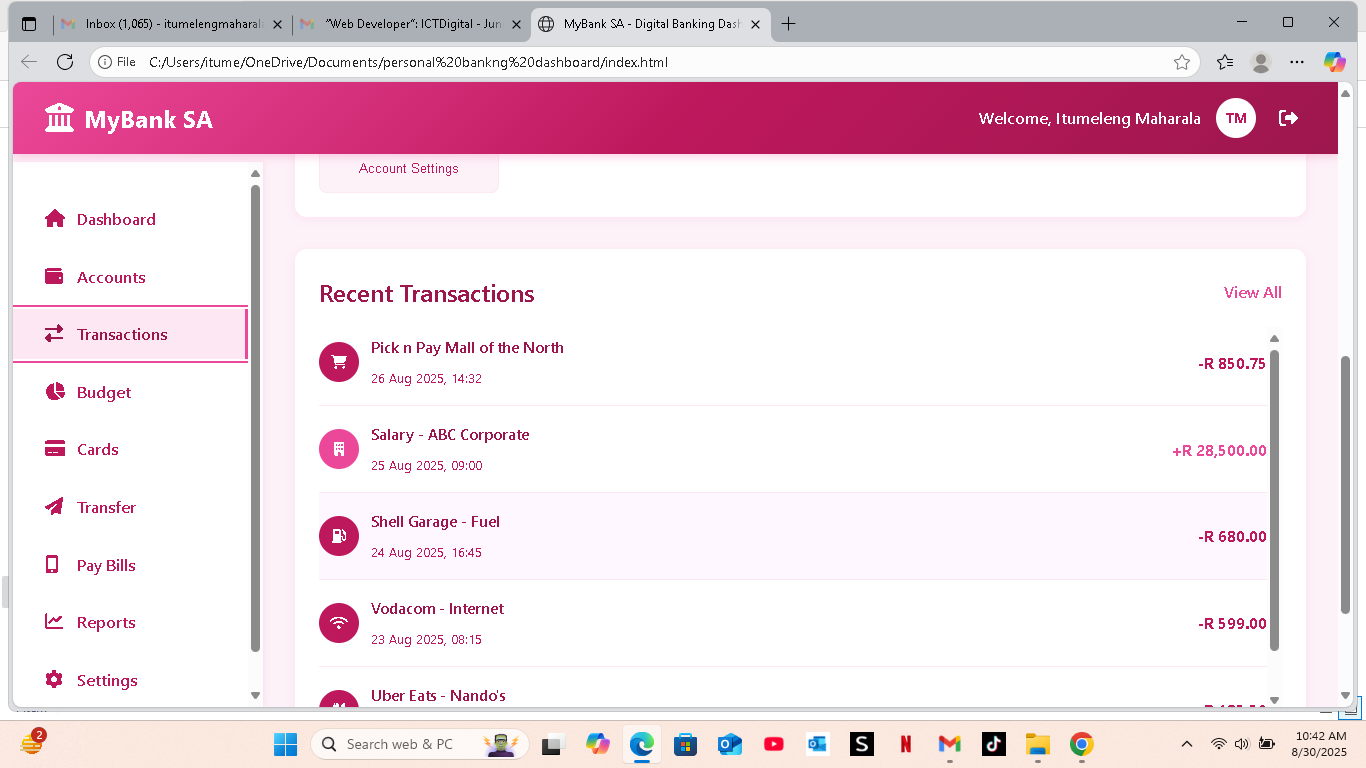 Inbox (1,065) - itumelengmaharal
"Web Developer": ICTDigital - Jun
MyBank SA - Digital Banking Dash
File C:/Users/itume/OneDrive/Documents/personal%20bankng%20dashboard/index.html
MyBank SA
Welcome, Itumeleng Maharala
TM
Dashboard
Accounts
Transactions
Budget
Cards
Transfer
Pay Bills
Reports
Settings
Account Settings
Recent Transactions
View All
Pick n Pay Mall of the North
26 Aug 2025, 14:32
-R 850.75
Salary - ABC Corporate
25 Aug 2025, 09:00
+R 28,500.00
Shell Garage - Fuel
24 Aug 2025, 16:45
-R 680.00
Vodacom - Internet
23 Aug 2025, 08:15
-R 599.00
Uber Eats - Nando's
2
Search web & PC
S
N
10:42 AM
8/30/2025